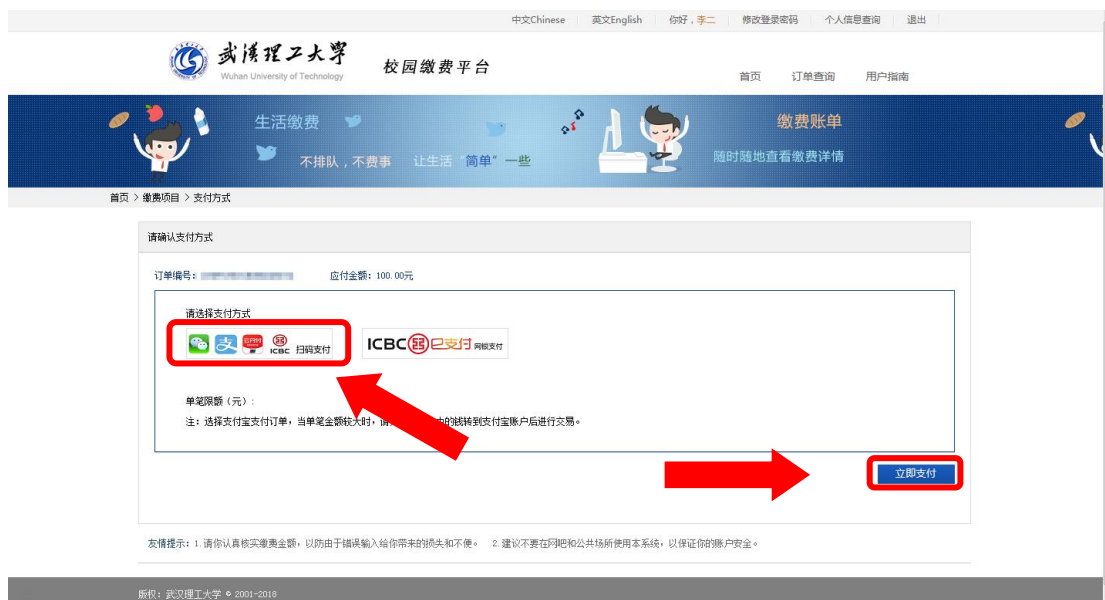 中文Chinese 英文English 你好，李二 修改登录密码 个人信息查询 退出
武汉理工大学
Wuhan University of Technology
校园缴费平台
首页 订单查询 用户指南
生活缴费
不排队，不费事 让生活“简单”一些
缴费账单
随时随地查看缴费详情
首页 > 缴费项目 > 支付方式
请确认支付方式
订单编号： 应付金额：100.00元
请选择支付方式
支 ICBC 扫码支付
ICBC e支付 网银支付
单笔限额（元）：
注：选择支付宝支付订单，当单笔金额较大时，请 的钱转到支付宝账户后进行交易。
立即支付
友情提示：1.请你认真核实缴费金额，以防由于错误输入给你带来的损失和不便。 2.建议不要在网吧和公共场所使用本系统，以保证你的账户安全。
版权：武汉理工大学 © 2001-2018